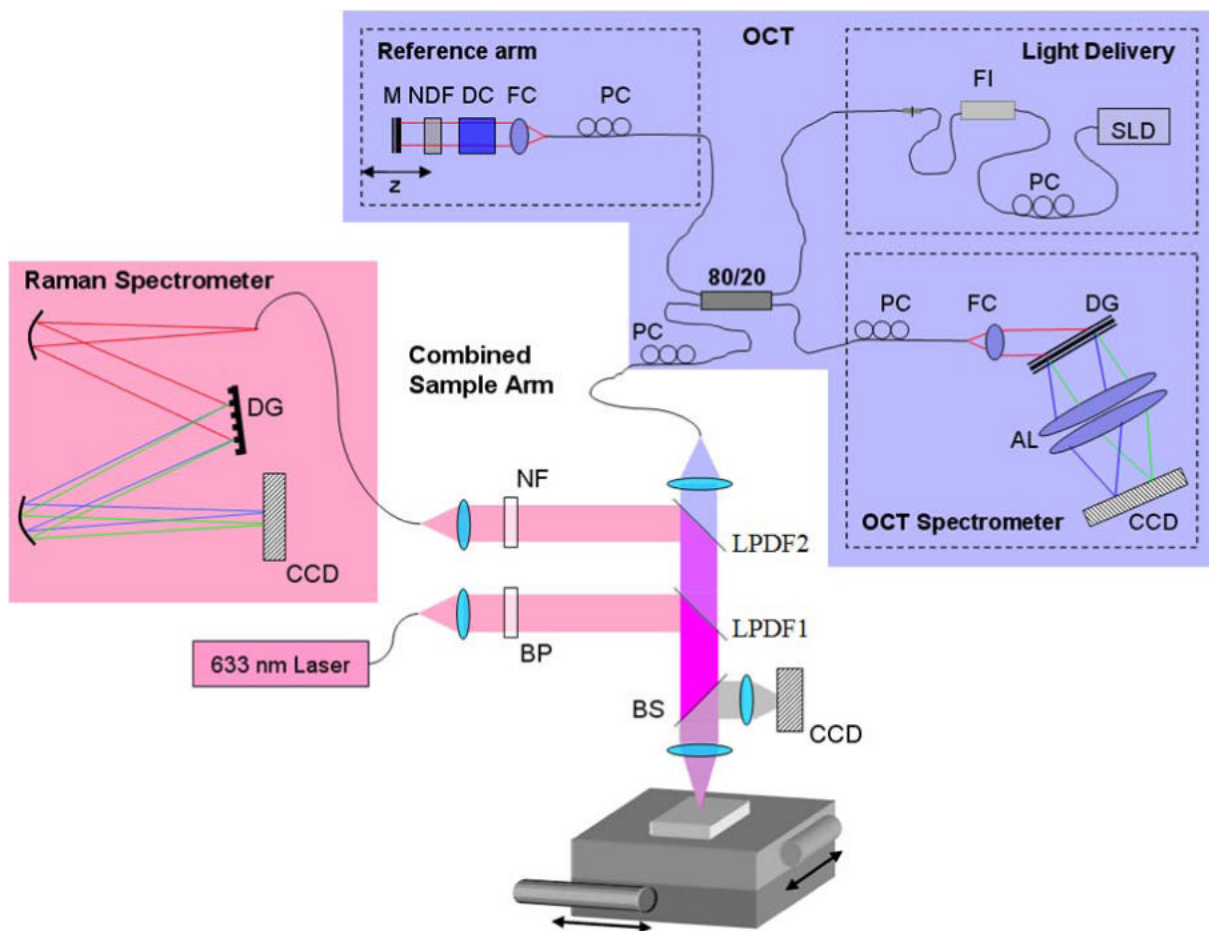 OCT
Reference arm
M NDF DC FC
PC
z
Light Delivery
FI
SLD
PC
80/20
PC
PC
FC
DG
AL
CCD
OCT Spectrometer
Raman Spectrometer
DG
CCD
Combined
Sample Arm
NF
LPDF2
LPDF1
BP
633 nm Laser
BS
CCD